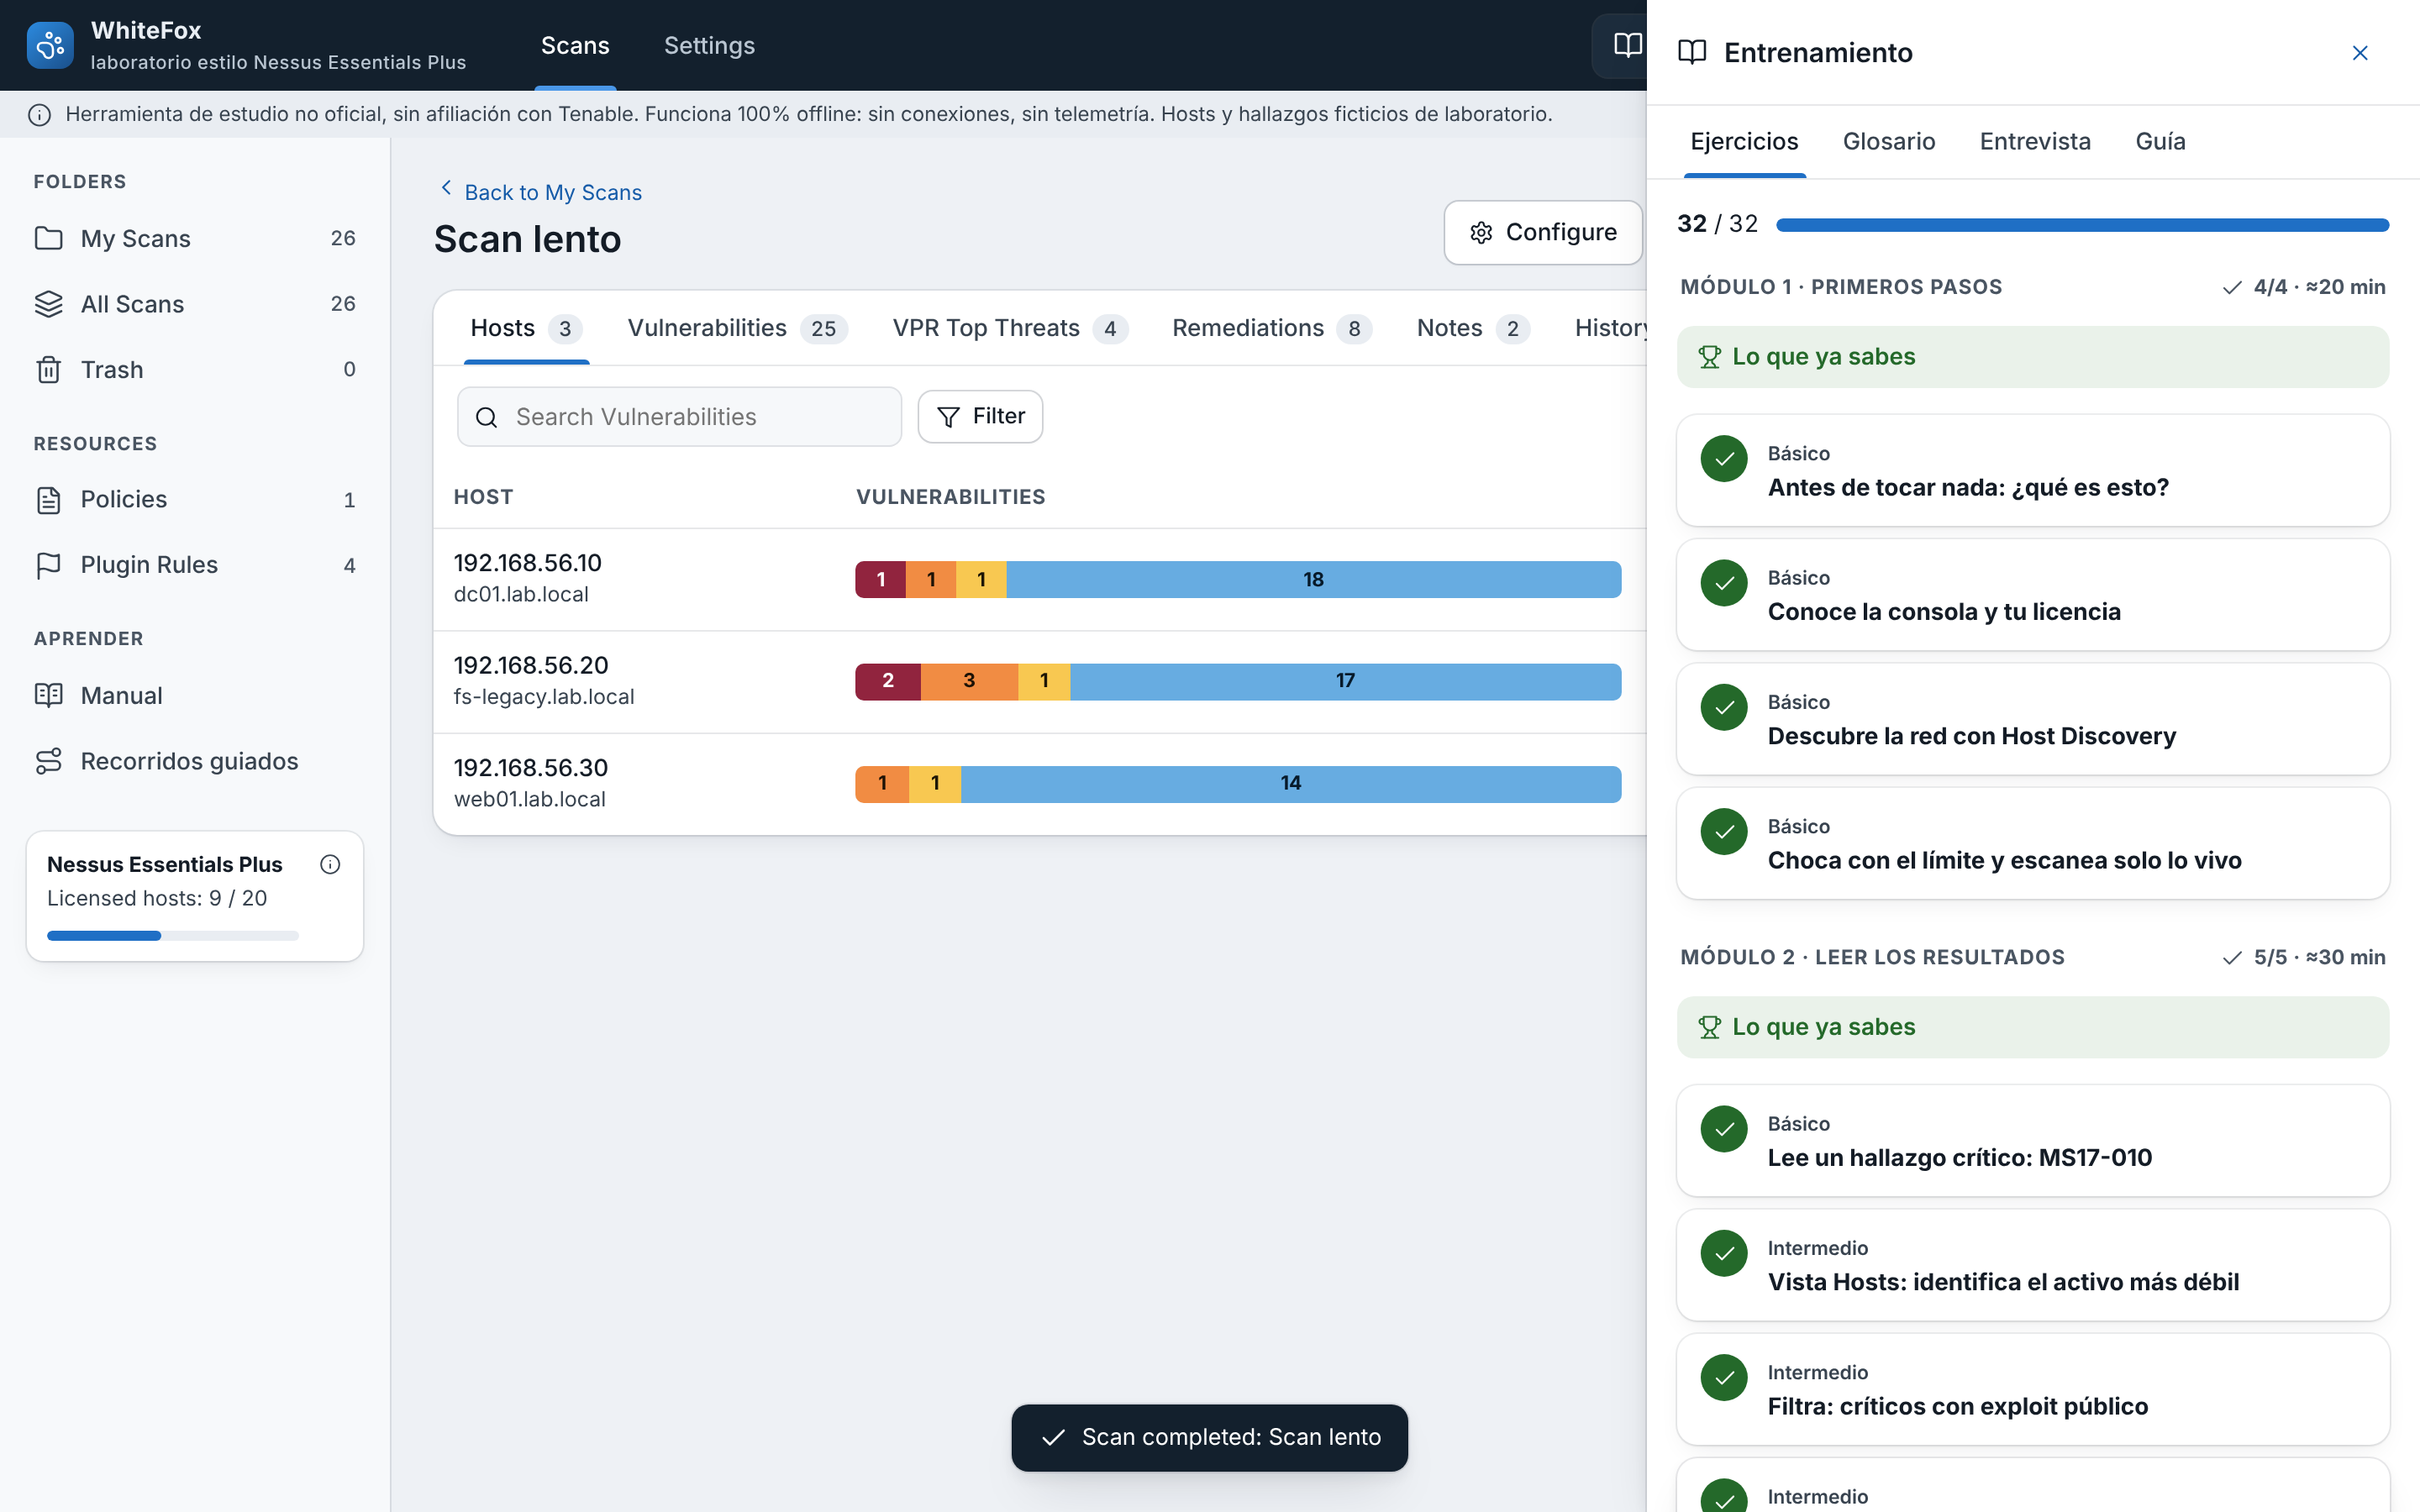 WhiteFox
laboratorio estilo Nessus Essentials Plus
Scans
Settings
Herramienta de estudio no oficial, sin afiliación con Tenable. Funciona 100% offline: sin conexiones, sin telemetría. Hosts y hallazgos ficticios de laboratorio.
FOLDERS
My Scans 26
All Scans 26
Trash 0
RESOURCES
Policies 1
Plugin Rules 4
APRENDER
Manual
Recorridos guiados
Nessus Essentials Plus
Licensed hosts: 9 / 20
Back to My Scans
Scan lento
Configure
Hosts 3 Vulnerabilities 25 VPR Top Threats 4 Remediations 8 Notes 2 History
Search Vulnerabilities
Filter
HOST VULNERABILITIES
192.168.56.10
dc01.lab.local
1 1 1 18
192.168.56.20
fs-legacy.lab.local
2 3 1 17
192.168.56.30
web01.lab.local
1 1 14
Scan completed: Scan lento
Entrenamiento
Ejercicios Glosario Entrevista Guía
32 / 32
MÓDULO 1 · PRIMEROS PASOS 4/4 · ≈20 min
Lo que ya sabes
Básico
Antes de tocar nada: ¿qué es esto?
Básico
Conoce la consola y tu licencia
Básico
Descubre la red con Host Discovery
Básico
Choca con el límite y escanea solo lo vivo
MÓDULO 2 · LEER LOS RESULTADOS 5/5 · ≈30 min
Lo que ya sabes
Básico
Lee un hallazgo crítico: MS17-010
Intermedio
Vista Hosts: identifica el activo más débil
Intermedio
Filtra: críticos con exploit público
Intermedio